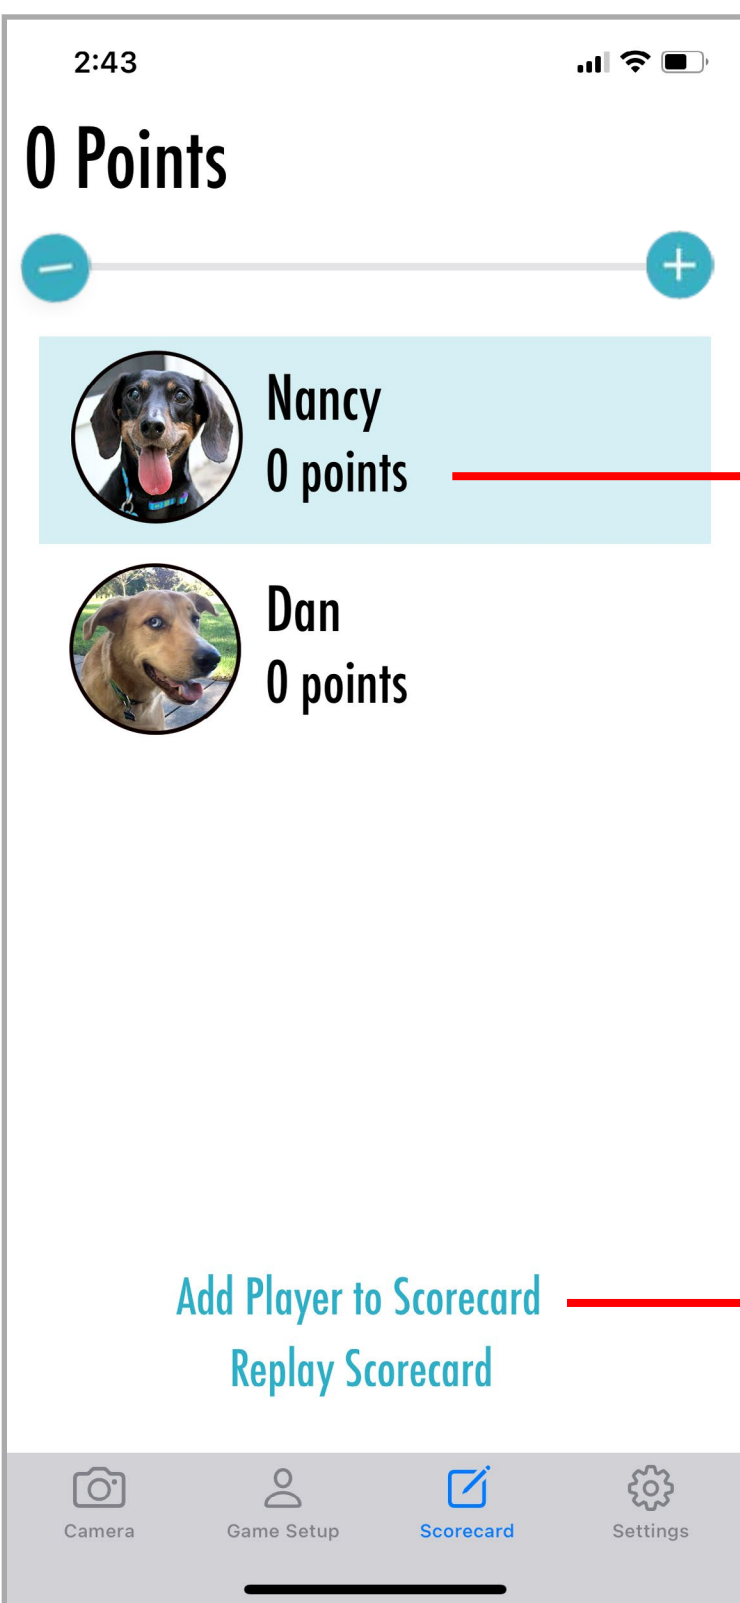 2:43
0 Points
Nancy
0 points
Dan
0 points
Add Player to Scorecard
Replay Scorecard
Camera
Game Setup
Scorecard
Settings